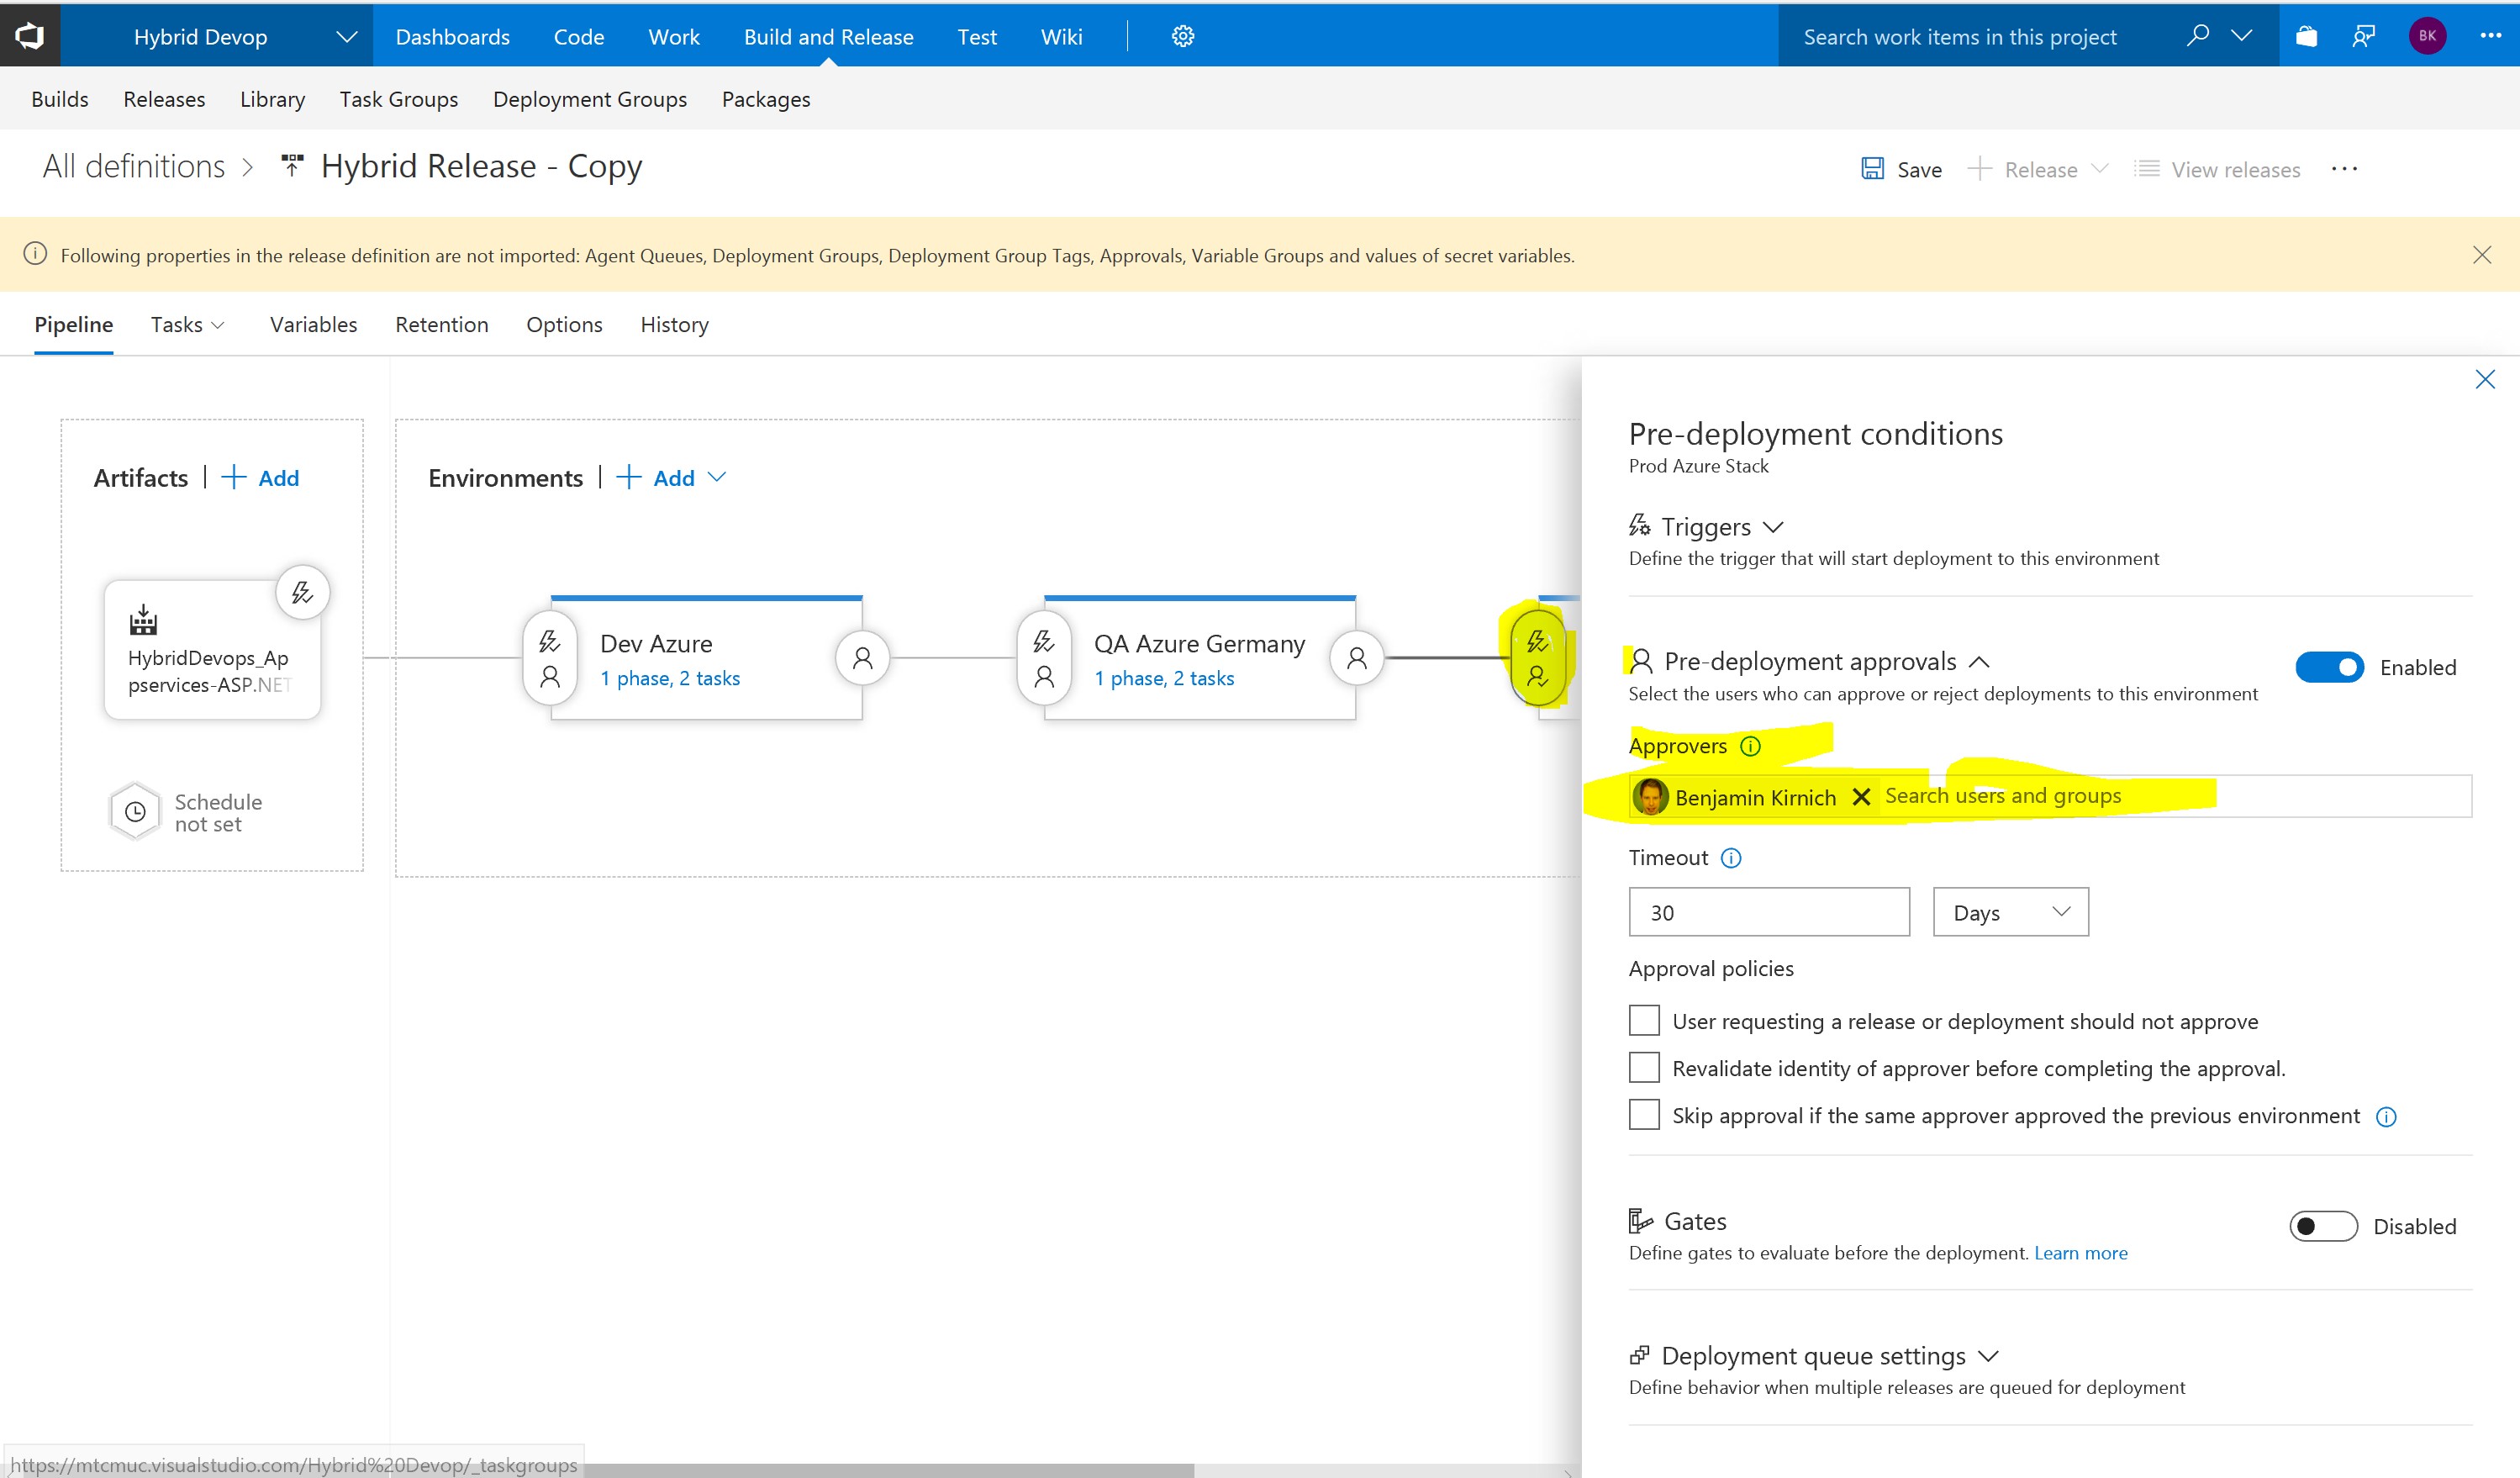 Hybrid Devop
Dashboards
Code
Work
Build and Release
Test
Wiki
Search work items in this project
BK
Builds
Releases
Library
Task Groups
Deployment Groups
Packages
All definitions > Hybrid Release - Copy
Save
Release
View releases
Following properties in the release definition are not imported: Agent Queues, Deployment Groups, Deployment Group Tags, Approvals, Variable Groups and values of secret variables.
Pipeline
Tasks
Variables
Retention
Options
History
Artifacts | + Add
HybridDevops_Ap
pservices-ASP.NET
Schedule
not set
Environments | + Add
Dev Azure
1 phase, 2 tasks
QA Azure Germany
1 phase, 2 tasks
Pre-deployment conditions
Prod Azure Stack
Triggers
Define the trigger that will start deployment to this environment
Pre-deployment approvals
Enabled
Select the users who can approve or reject deployments to this environment
Approvers
Benjamin Kirnich
Search users and groups
Timeout
30
Days
Approval policies
User requesting a release or deployment should not approve
Revalidate identity of approver before completing the approval.
Skip approval if the same approver approved the previous environment
Gates
Disabled
Define gates to evaluate before the deployment. Learn more
Deployment queue settings
Define behavior when multiple releases are queued for deployment
https://mtcmuc.visualstudio.com/Hybrid%20Devop/_taskgroups